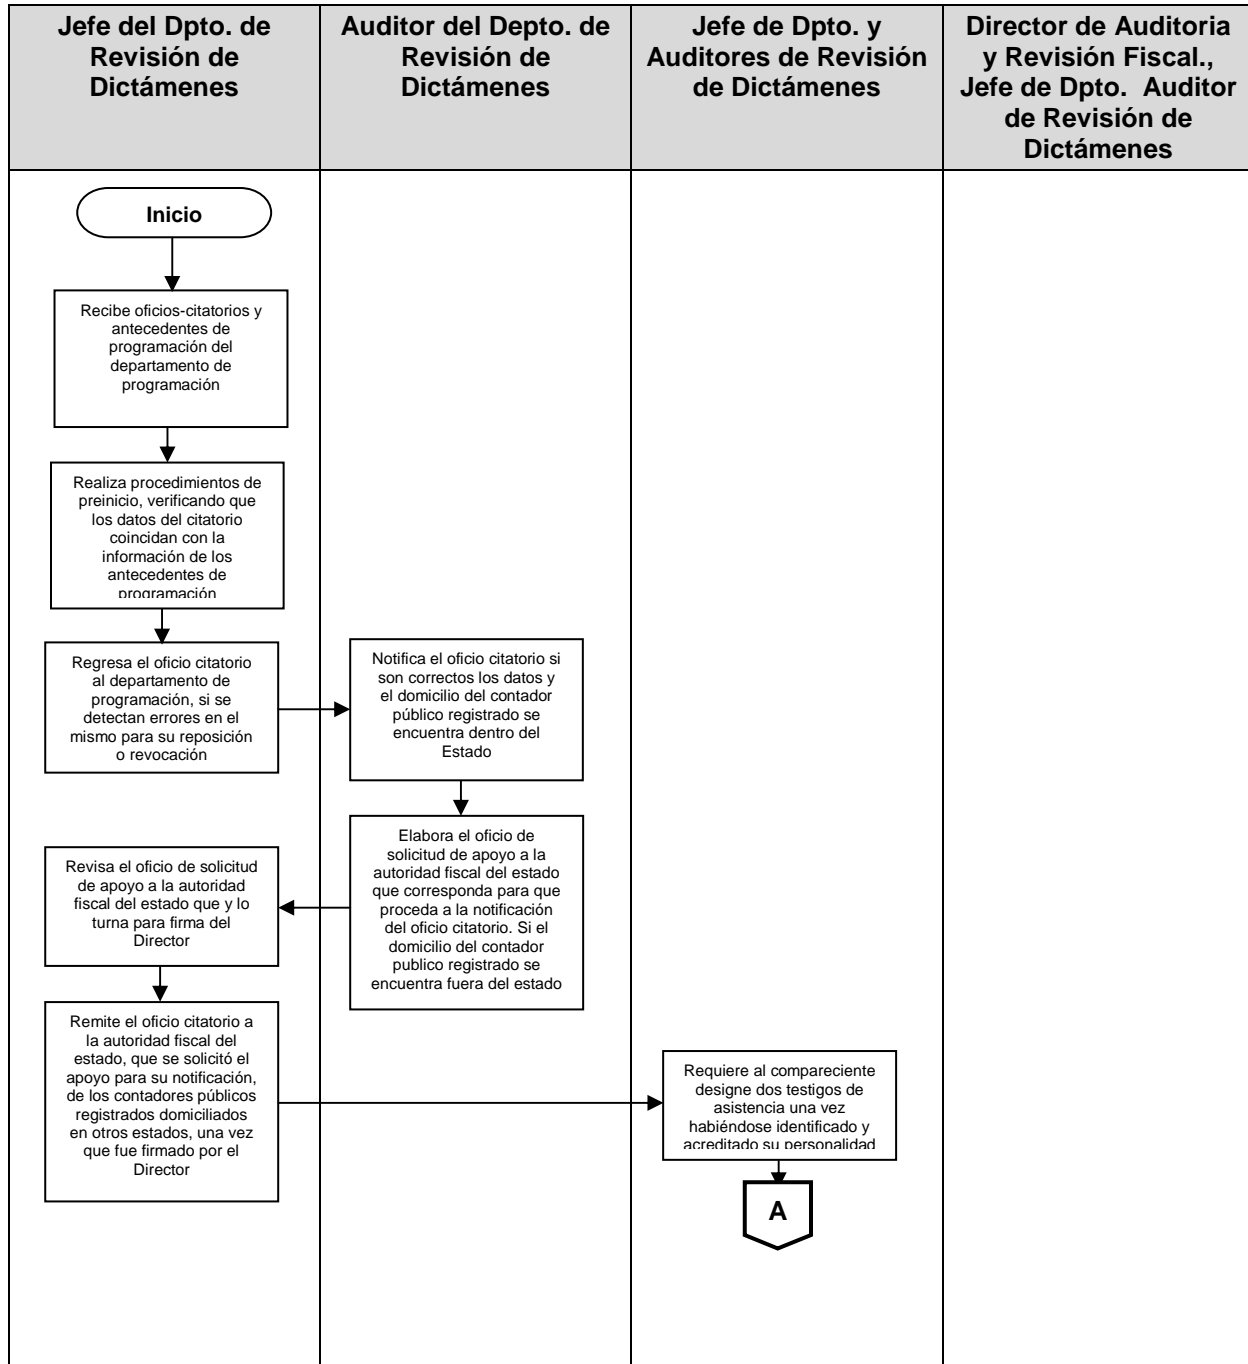 Jefe del Dpto. de
Revisión de
Dictámenes
Auditor del Depto. de
Revisión de
Dictámenes
Jefe de Dpto. y
Auditores de Revisión
de Dictámenes
Director de Auditoria
y Revisión Fiscal.,
Jefe de Dpto. Auditor
de Revisión de
Dictámenes
Inicio
Recibe oficios-citatorios y
antecedentes de
programación del
departamento de
programación
Realiza procedimientos de
preinicio, verificando que
los datos del citatorio
coincidan con la
información de los
antecedentes de
programación
Regresa el oficio citatorio
al departamento de
programación, si se
detectan errores en el
mismo para su reposición
o revocación
Notifica el oficio citatorio si
son correctos los datos y
el domicilio del contador
público registrado se
encuentra dentro del
Estado
Elabora el oficio de
solicitud de apoyo a la
autoridad fiscal del estado
que corresponda para que
proceda a la notificación
del oficio citatorio. Si el
domicilio del contador
publico registrado se
encuentra fuera del estado
Revisa el oficio de solicitud
de apoyo a la autoridad
fiscal del estado que y lo
turna para firma del
Director
Remite el oficio citatorio a
la autoridad fiscal del
estado, que se solicitó el
apoyo para su notificación,
de los contadores públicos
registrados domiciliados
en otros estados, una vez
que fue firmado por el
Director
Requiere al compareciente
designe dos testigos de
asistencia una vez
habiéndose identificado y
acreditado su personalidad
A